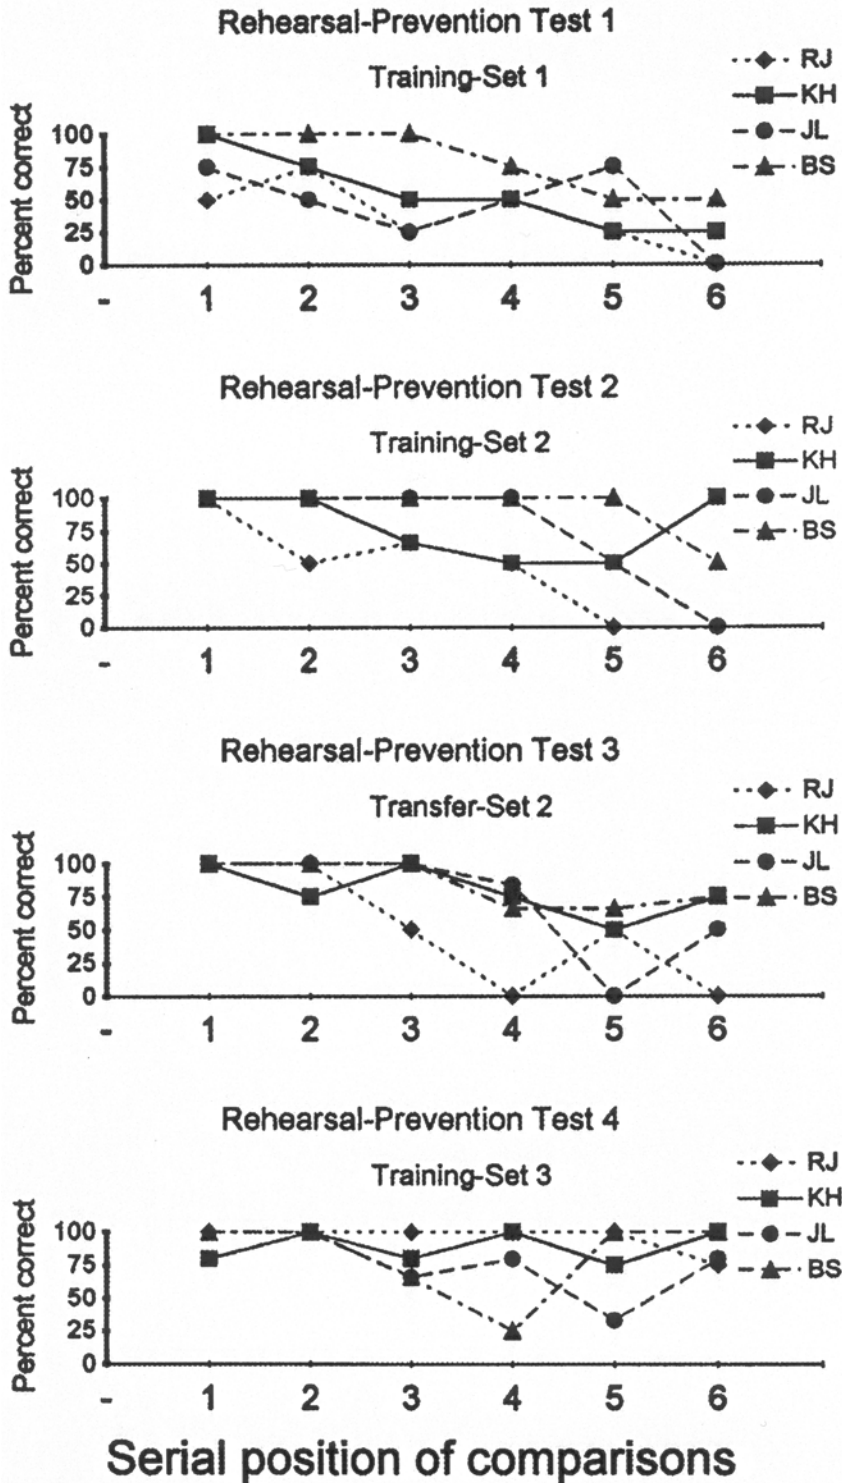 Rehearsal-Prevention Test 1
Training-Set 1
RJ
KH
JL
BS
Percent correct
100
75
50
25
0
- 1 2 3 4 5 6
Rehearsal-Prevention Test 2
Training-Set 2
RJ
KH
JL
BS
Percent correct
100
75
50
25
0
- 1 2 3 4 5 6
Rehearsal-Prevention Test 3
Transfer-Set 2
RJ
KH
JL
BS
Percent correct
100
75
50
25
0
- 1 2 3 4 5 6
Rehearsal-Prevention Test 4
Training-Set 3
RJ
KH
JL
BS
Percent correct
100
75
50
25
0
- 1 2 3 4 5 6
Serial position of comparisons